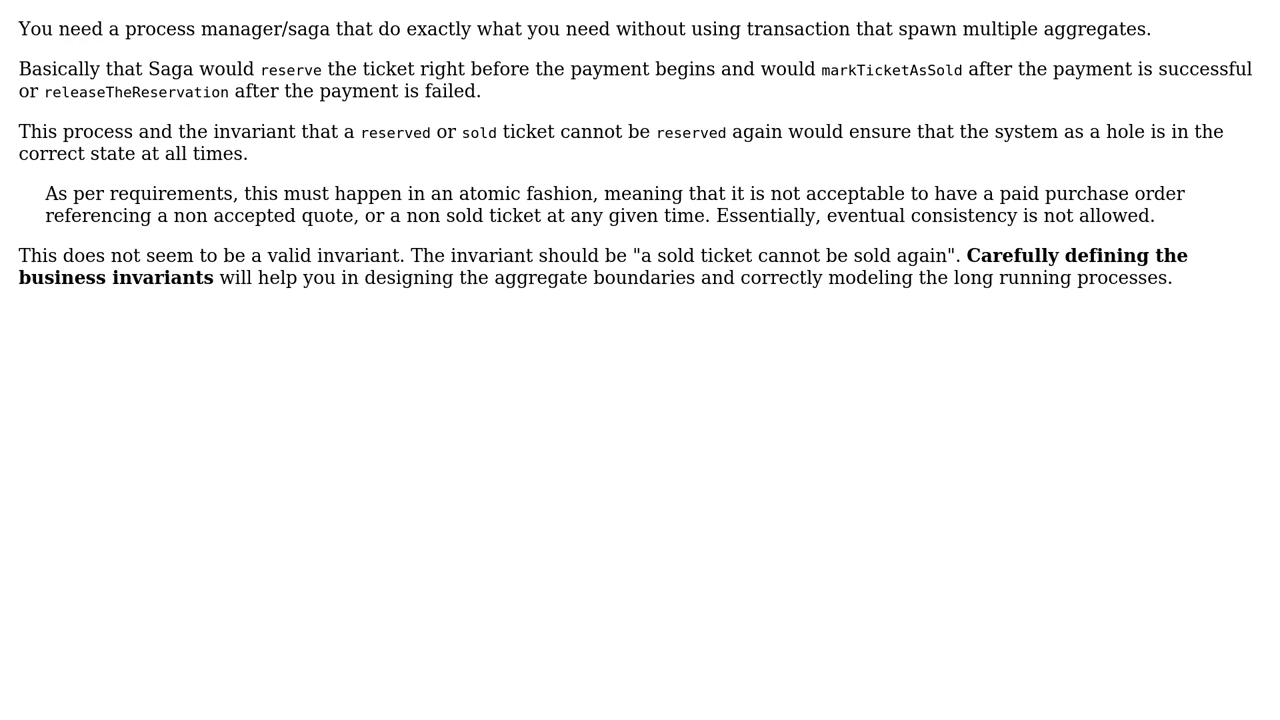 You need a process manager/saga that do exactly what you need without using transaction that spawn multiple aggregates.
Basically that Saga would reserve the ticket right before the payment begins and would markTicketAsSold after the payment is successful
or releaseTheReservation after the payment is failed.
This process and the invariant that a reserved or sold ticket cannot be reserved again would ensure that the system as a hole is in the
correct state at all times.
As per requirements, this must happen in an atomic fashion, meaning that it is not acceptable to have a paid purchase order
referencing a non accepted quote, or a non sold ticket at any given time. Essentially, eventual consistency is not allowed.
This does not seem to be a valid invariant. The invariant should be "a sold ticket cannot be sold again". Carefully defining the
business invariants will help you in designing the aggregate boundaries and correctly modeling the long running processes.